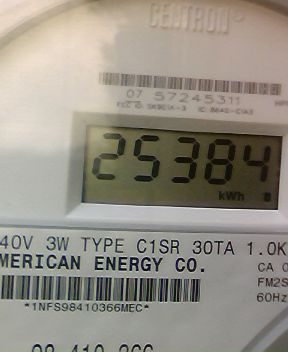 CENTRON®
07 57245311
25384
kWh
40V 3W TYPE C1SR 30TA 1.0K
MERICAN ENERGY CO.
CA 0
FM2S
60Hz
*1NFS98410366MEC*